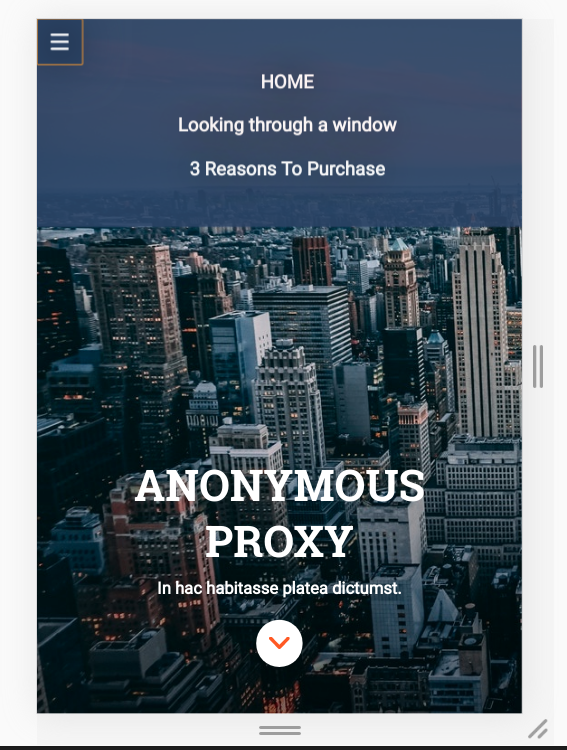 HOME
Looking through a window
3 Reasons To Purchase
ANONYMOUS
PROXY
In hac habitasse platea dictumst.